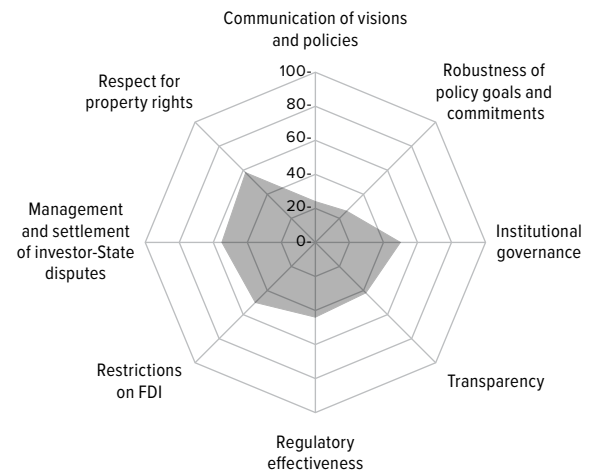 Communication of visions
and policies
Robustness of
policy goals and
commitments
Institutional
governance
Transparency
Regulatory
effectiveness
Restrictions
on FDI
Management
and settlement
of investor-State
disputes
Respect for
property rights
100-
80-
60-
40-
20-
0-